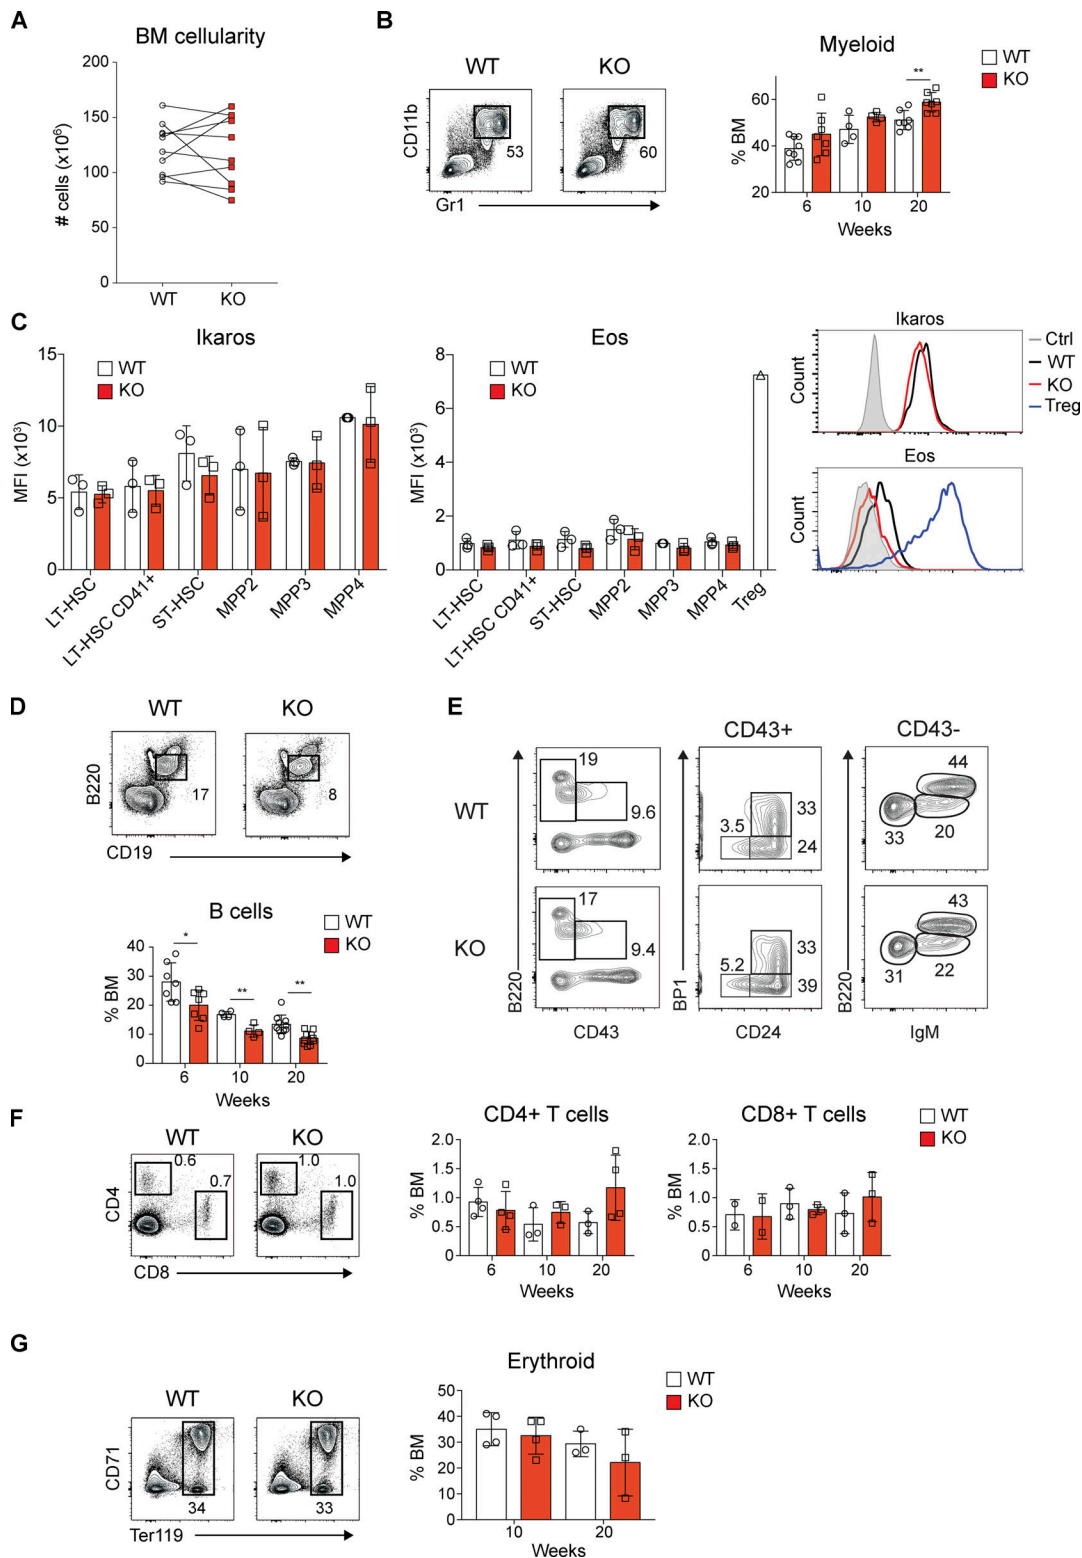 A
BM cellularity
200
150
100
50
0
# cells (x10⁶)
WT
KO
B
WT
KO
CD11b
53
60
Gr1
Myeloid
WT
KO
**
60
40
20
% BM
6
10
20
Weeks
C
Ikaros
WT
KO
15
10
5
0
MFI (x10³)
LT-HSC
LT-HSC CD41+
ST-HSC
MPP2
MPP3
MPP4
Eos
WT
KO
8
6
4
2
0
MFI (x10³)
LT-HSC
LT-HSC CD41+
ST-HSC
MPP2
MPP3
MPP4
Treg
Ikaros
Count
Ctrl
WT
KO
Treg
Eos
Count
D
WT
KO
B220
17
8
CD19
B cells
WT
KO
*
**
**
40
30
20
10
0
% BM
6
10
20
Weeks
E
CD43+
CD43-
WT
19
9.6
33
3.5
24
44
33
20
KO
17
9.4
33
5.2
39
43
31
22
B220
BP1
B220
CD43
CD24
IgM
F
WT
KO
0.6
0.7
1.0
1.0
CD4
CD8
CD4+ T cells
2.0
1.5
1.0
0.5
0
% BM
6
10
20
Weeks
CD8+ T cells
WT
KO
2.0
1.5
1.0
0.5
0
% BM
6
10
20
Weeks
G
WT
KO
CD71
34
33
Ter119
Erythroid
WT
KO
50
40
30
20
10
0
% BM
10
20
Weeks